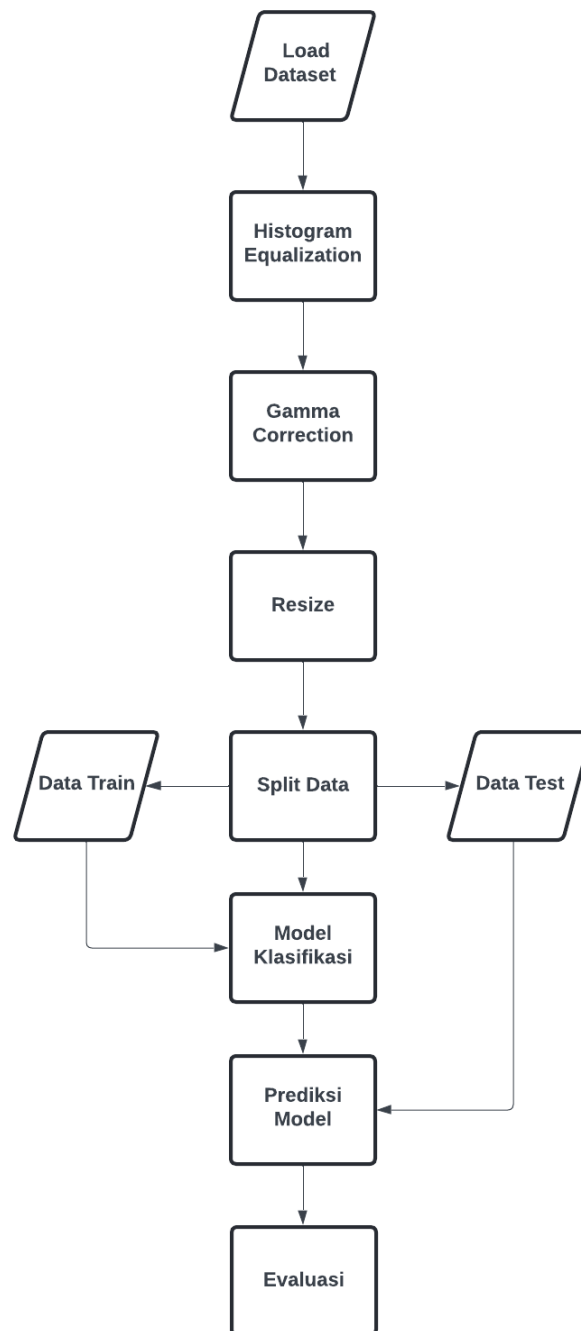 Load
Dataset
Histogram
Equalization
Gamma
Correction
Resize
Data Train
Split Data
Data Test
Model
Klasifikasi
Prediksi
Model
Evaluasi